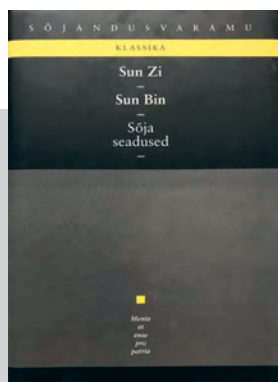 SÕJANDUSVARAMU
KLASSIKA
Sun Zi
Sun Bin
Sõja
seadused
Mente
et
ense
pro
patria